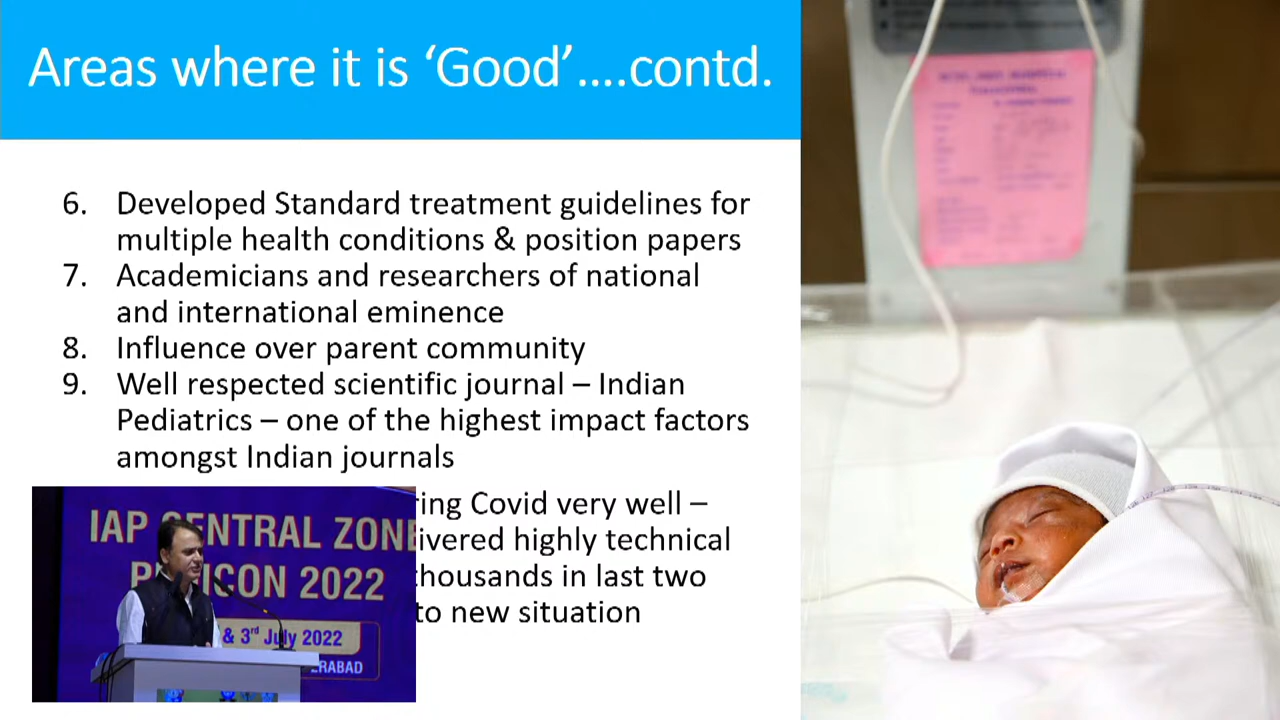 Areas where it is ‘Good’....contd.
6. Developed Standard treatment guidelines for
multiple health conditions & position papers
7. Academicians and researchers of national
and international eminence
8. Influence over parent community
9. Well respected scientific journal – Indian
Pediatrics – one of the highest impact factors
amongst Indian journals
ring Covid very well –
ivered highly technical
thousands in last two
to new situation
IAP CENTRAL ZONE
2022
& 3rd July 2022
ERABAD